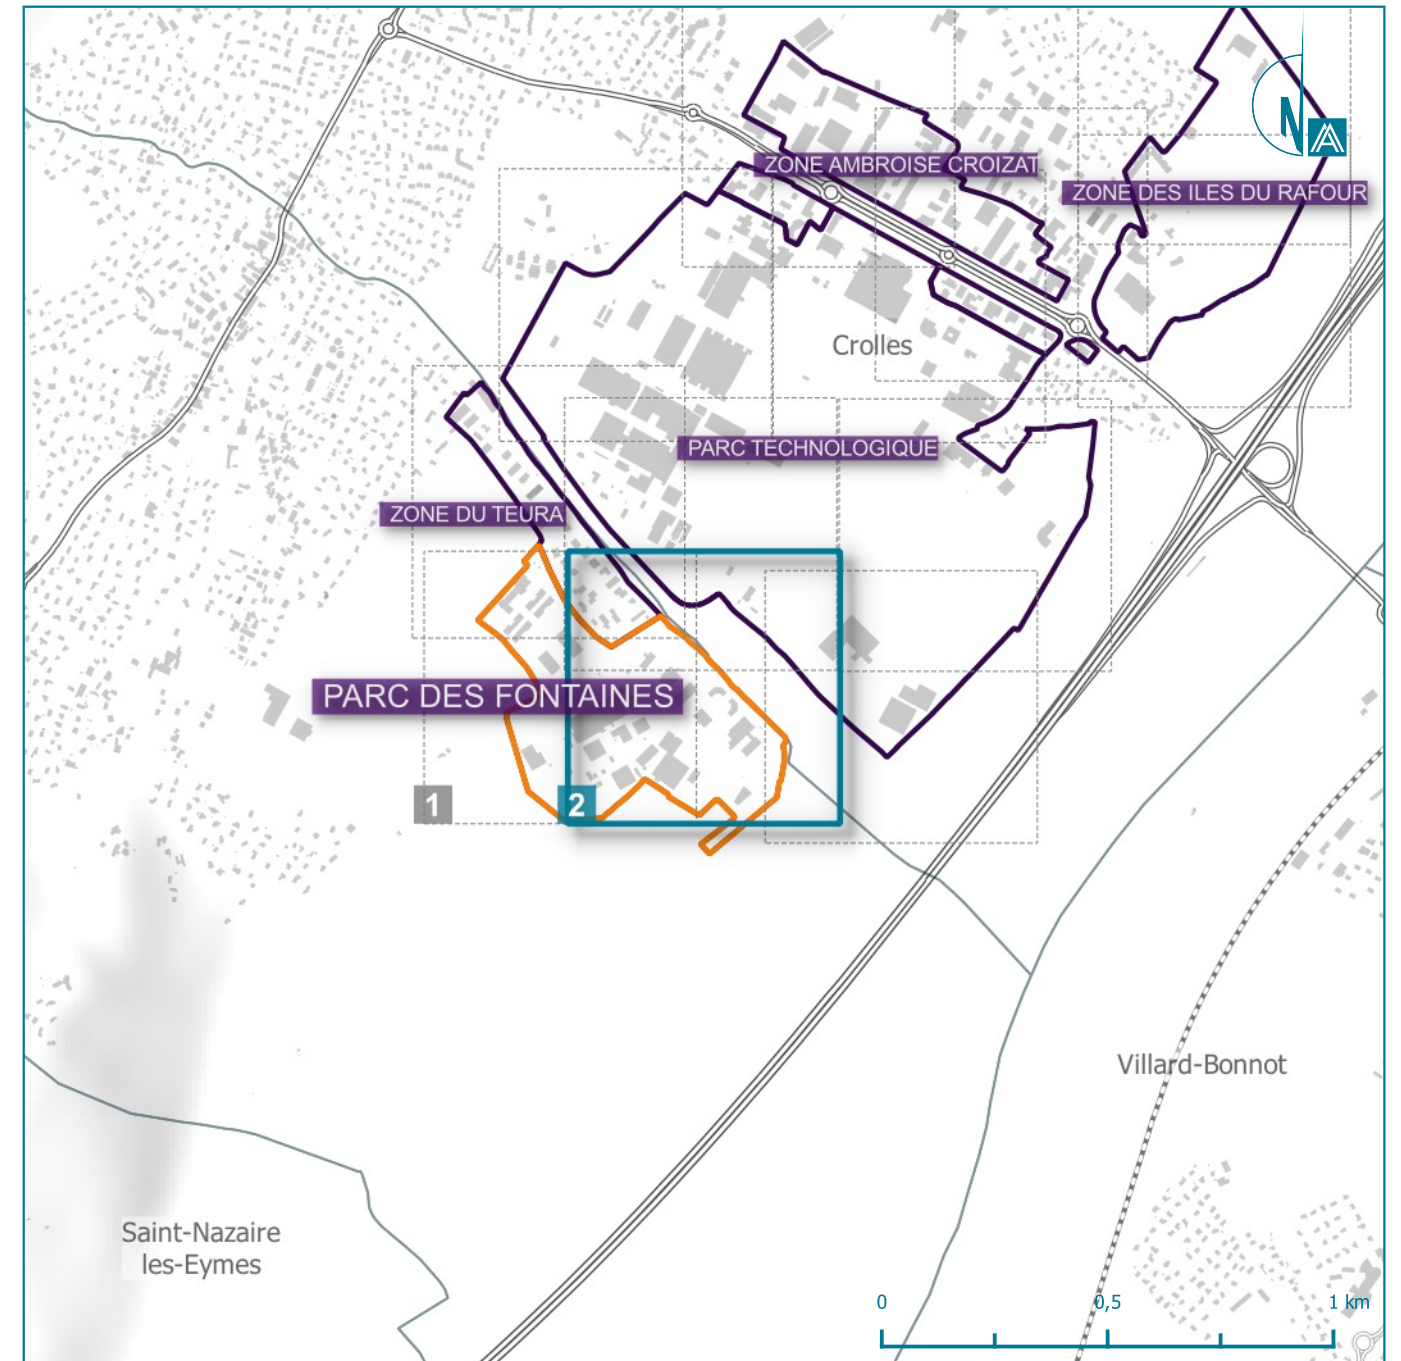 N
ZONE AMBROISE CROIZAT
ZONE DES ILES DU RAFOUR
Crolles
PARC TECHNOLOGIQUE
ZONE DU TEURA
PARC DES FONTAINES
1
2
Villard-Bonnot
Saint-Nazaire
les-Eymes
0 0,5 1 km